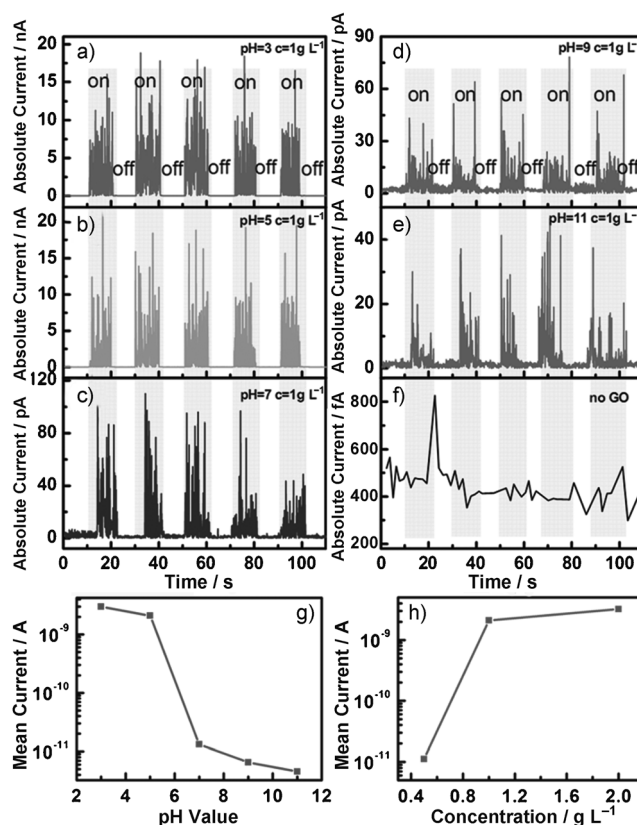 a) pH=3 c=1g L⁻¹
on on on on on
off off off off off
25
20
15
10
5
0
Absolute Current / nA
b) pH=5 c=1g L⁻¹
20
15
10
5
0
Absolute Current / nA
c) pH=7 c=1g L⁻¹
120
80
40
0
Absolute Current / pA
0 20 40 60 80 100
Time / s
d) pH=9 c=1g L⁻¹
on on on on on
off off off off off
90
60
30
0
Absolute Current / pA
e) pH=11 c=1g L⁻¹
40
20
0
Absolute Current / pA
f) no GO
800
600
400
200
Absolute Current / fA
0 20 40 60 80 100
Time / s
g)
10⁻⁹
10⁻¹⁰
10⁻¹¹
Mean Current / A
2 4 6 8 10 12
pH Value
h)
10⁻⁹
10⁻¹⁰
10⁻¹¹
Mean Current / A
0.4 0.8 1.2 1.6 2.0
Concentration / g L⁻¹